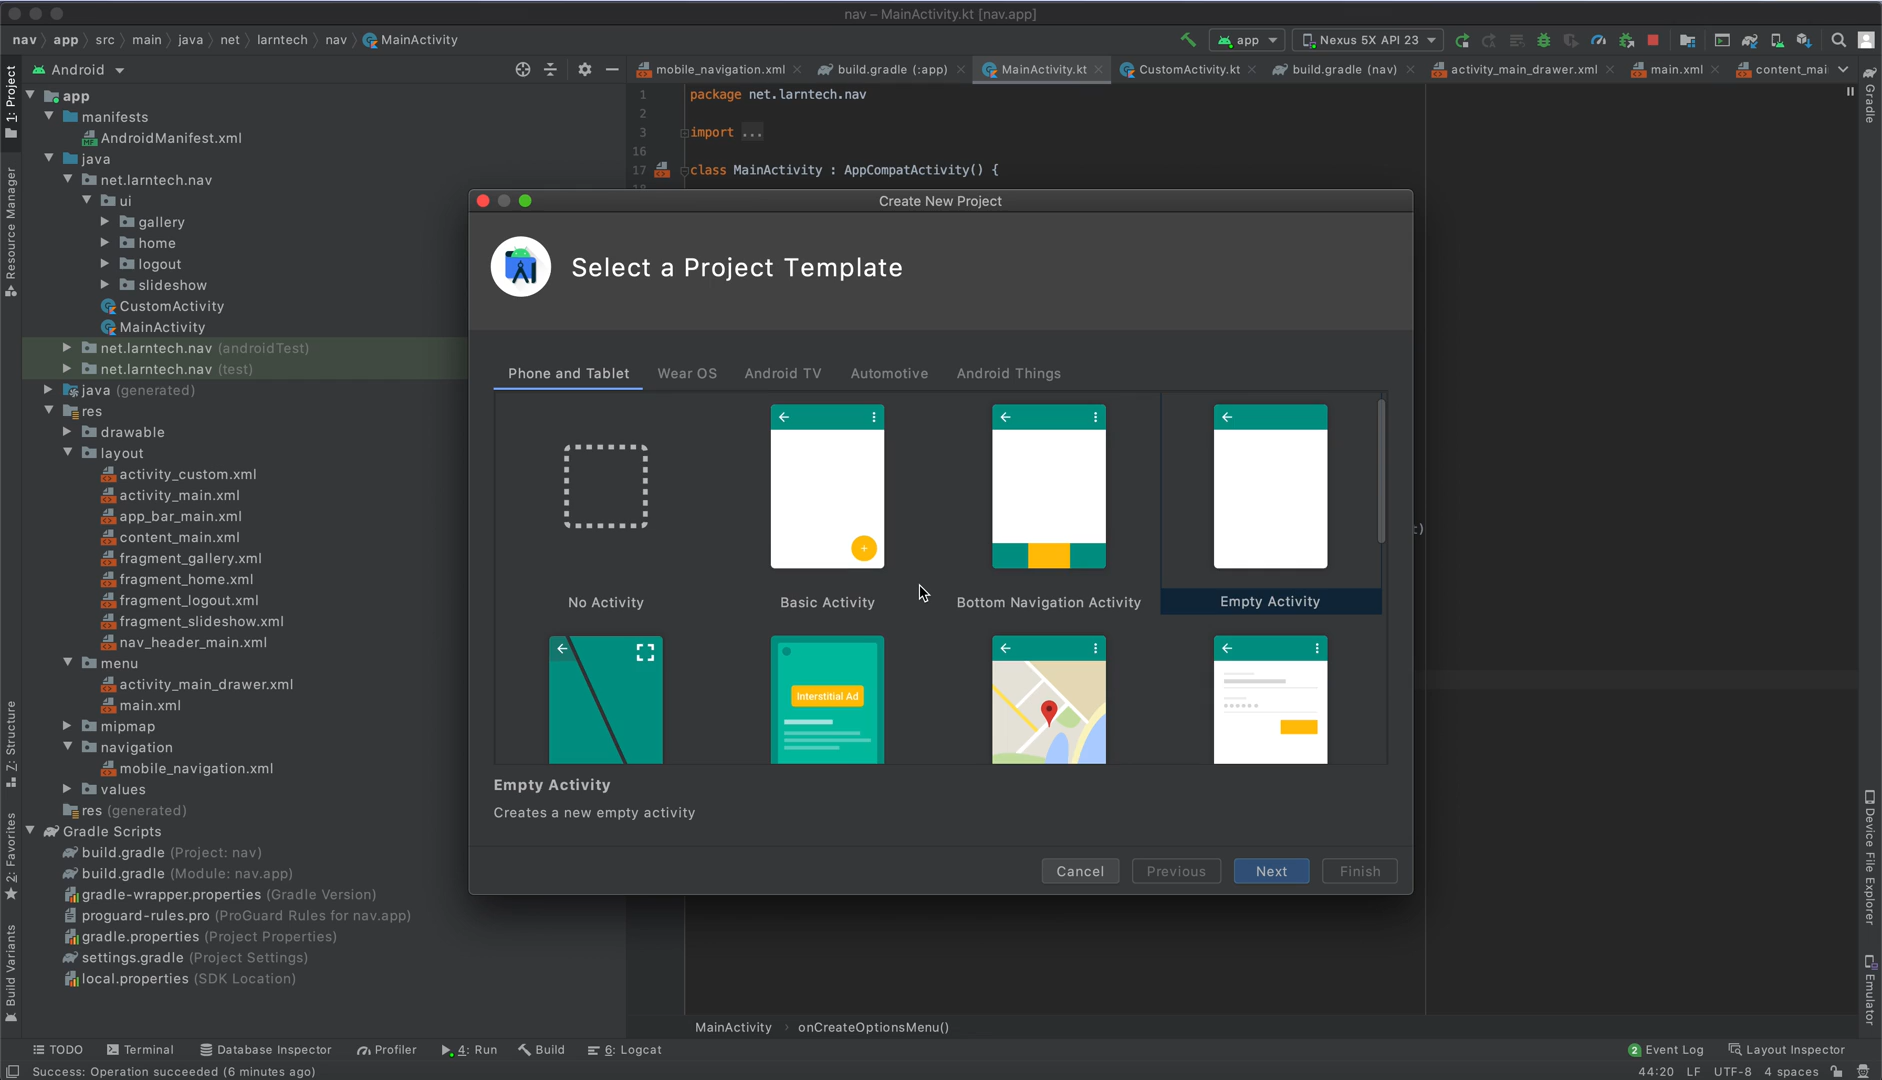 nav – MainActivity.kt [nav.app]
nav app src main java net larntech nav MainActivity
app Nexus 5X API 23
Android
mobile_navigation.xml build.gradle (:app) MainActivity.kt CustomActivity.kt build.gradle (nav) activity_main_drawer.xml main.xml content_mai
1: Project
Resource Manager
Z: Structure
2: Favorites
Build Variants
app
manifests
AndroidManifest.xml
java
net.larntech.nav
ui
gallery
home
logout
slideshow
CustomActivity
MainActivity
net.larntech.nav (androidTest)
net.larntech.nav (test)
java (generated)
res
drawable
layout
activity_custom.xml
activity_main.xml
app_bar_main.xml
content_main.xml
fragment_gallery.xml
fragment_home.xml
fragment_logout.xml
fragment_slideshow.xml
nav_header_main.xml
menu
activity_main_drawer.xml
main.xml
mipmap
navigation
mobile_navigation.xml
values
res (generated)
Gradle Scripts
build.gradle (Project: nav)
build.gradle (Module: nav.app)
gradle-wrapper.properties (Gradle Version)
proguard-rules.pro (ProGuard Rules for nav.app)
gradle.properties (Project Properties)
settings.gradle (Project Settings)
local.properties (SDK Location)
1 package net.larntech.nav
2
3 import ...
16
17 class MainActivity : AppCompatActivity() {
Create New Project
Select a Project Template
Phone and Tablet Wear OS Android TV Automotive Android Things
No Activity Basic Activity Bottom Navigation Activity Empty Activity
Interstitial Ad
Empty Activity
Creates a new empty activity
Cancel Previous Next Finish
MainActivity onCreateOptionsMenu()
Gradle
Device File Explorer
Emulator
TODO Terminal Database Inspector Profiler 4: Run Build 6: Logcat 2 Event Log Layout Inspector
Success: Operation succeeded (6 minutes ago) 44:20 LF UTF-8 4 spaces